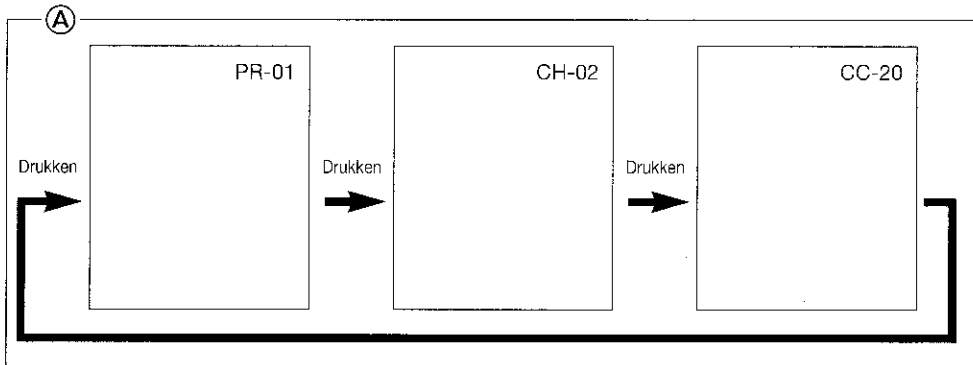 A
PR-01
CH-02
CC-20
Drukken
Drukken
Drukken